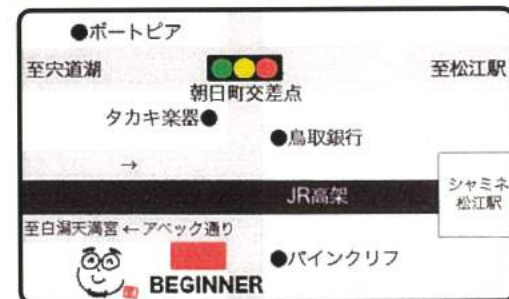 ●ポートピア
至宍道湖
至松江駅
朝日町交差点
タカキ楽器●
●鳥取銀行
→
JR高架
シャミネ
松江駅
至白潟天満宮←アベック通り
●パインクリフ
BEGINNER